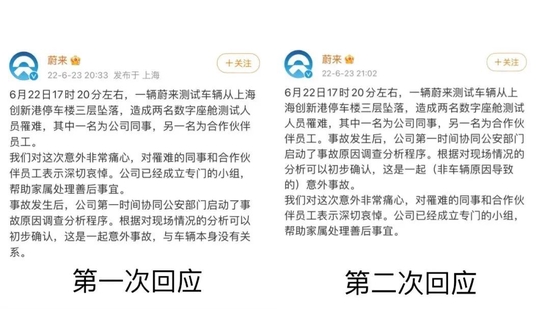 蔚来
22-6-23 20:33 发布于 上海
+关注
6月22日17时20分左右，一辆蔚来测试车辆从上海
创新港停车楼三层坠落，造成两名数字座舱测试
人员罹难，其中一名为公司同事，另一名为合作伙伴
员工。
我们对这次意外非常痛心，对罹难的同事和合作伙
伴员工表示深切哀悼。公司已经成立专门的小组，
帮助家属处理善后事宜。
事故发生后，公司第一时间协同公安部门启动了事
故原因调查分析程序。根据对现场情况的分析可以
初步确认，这是一起意外事故，与车辆本身没有关
系。
第一次回应
蔚来
22-6-23 21:02
+关注
6月22日17时20分左右，一辆蔚来测试车辆从上海
创新港停车楼三层坠落，造成两名数字座舱测试人
员罹难，其中一名为公司同事，另一名为合作伙
伴员工。事故发生后，公司第一时间协同公安部门
启动了事故原因调查分析程序。根据对现场情况的
分析可以初步确认，这是一起（非车辆原因导致
的）意外事故。
我们对这次意外非常痛心，对罹难的同事和合作伙
伴员工表示深切哀悼。公司已经成立专门的小组，
帮助家属处理善后事宜。
第二次回应